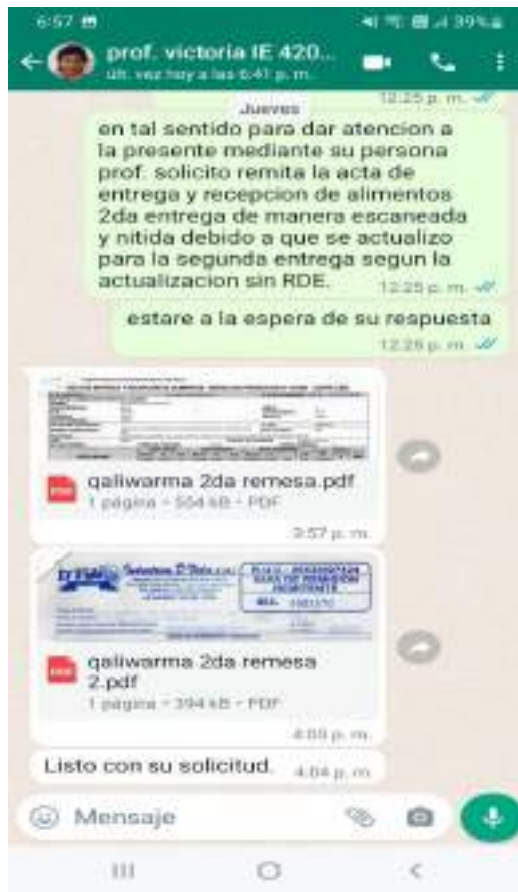 6:57
39%
prof. victoria IE 420...
últ. vez hoy a las 6:41 p. m.
12:25 p. m.
Jueves
en tal sentido para dar atencion a
la presente mediante su persona
prof. solicito remita la acta de
entrega y recepcion de alimentos
2da entrega de manera escaneada
y nitida debido a que se actualizo
para la segunda entrega segun la
actualizacion sin RDE.
12:25 p. m.
estare a la espera de su respuesta
12:26 p. m.
qaliwarma 2da remesa.pdf
1 página • 554 kB • PDF
3:57 p. m.
qaliwarma 2da remesa
2.pdf
1 página • 394 kB • PDF
4:03 p. m.
Listo con su solicitud.
4:04 p. m.
Mensaje